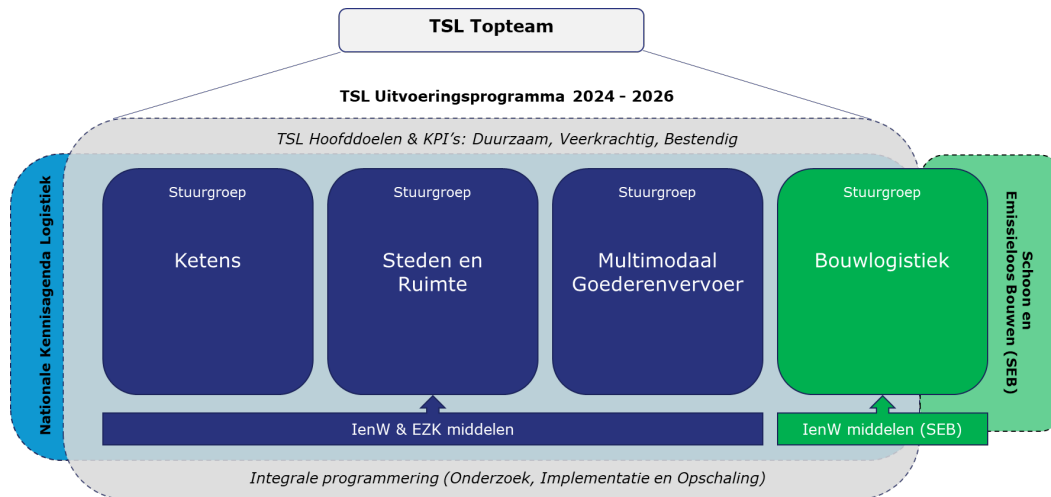 TSL Topteam
TSL Uitvoeringsprogramma 2024 - 2026
TSL Hoofddoelen & KPI's: Duurzaam, Veerkrachtig, Bestendig
Nationale Kennisagenda Logistiek
Stuurgroep
Ketens
Stuurgroep
Steden en
Ruimte
Stuurgroep
Multimodaal
Goederenvervoer
Stuurgroep
Bouwlogistiek
Schoon en
Emissieloos Bouwen (SEB)
IenW & EZK middelen
IenW middelen (SEB)
Integrale programmering (Onderzoek, Implementatie en Opschaling)